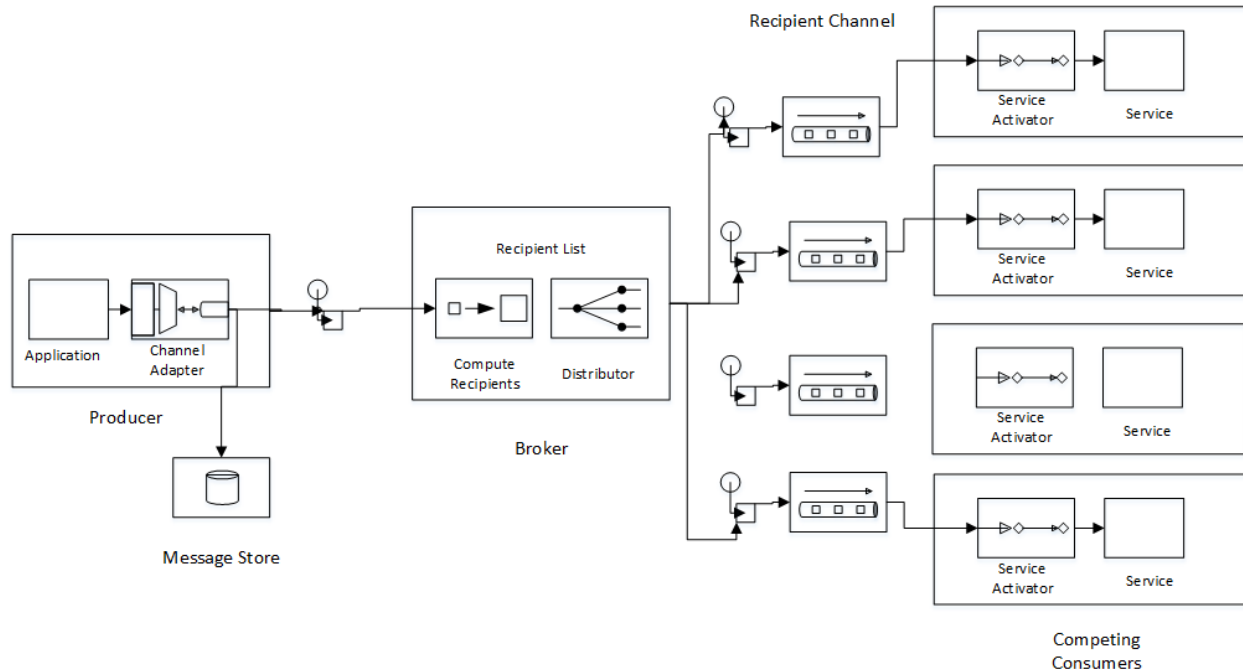 Recipient Channel
Service
Activator
Service
Service
Activator
Service
Recipient List
Application
Channel
Adapter
Compute
Recipients
Distributor
Producer
Broker
Service
Activator
Service
Message Store
Service
Activator
Service
Competing
Consumers